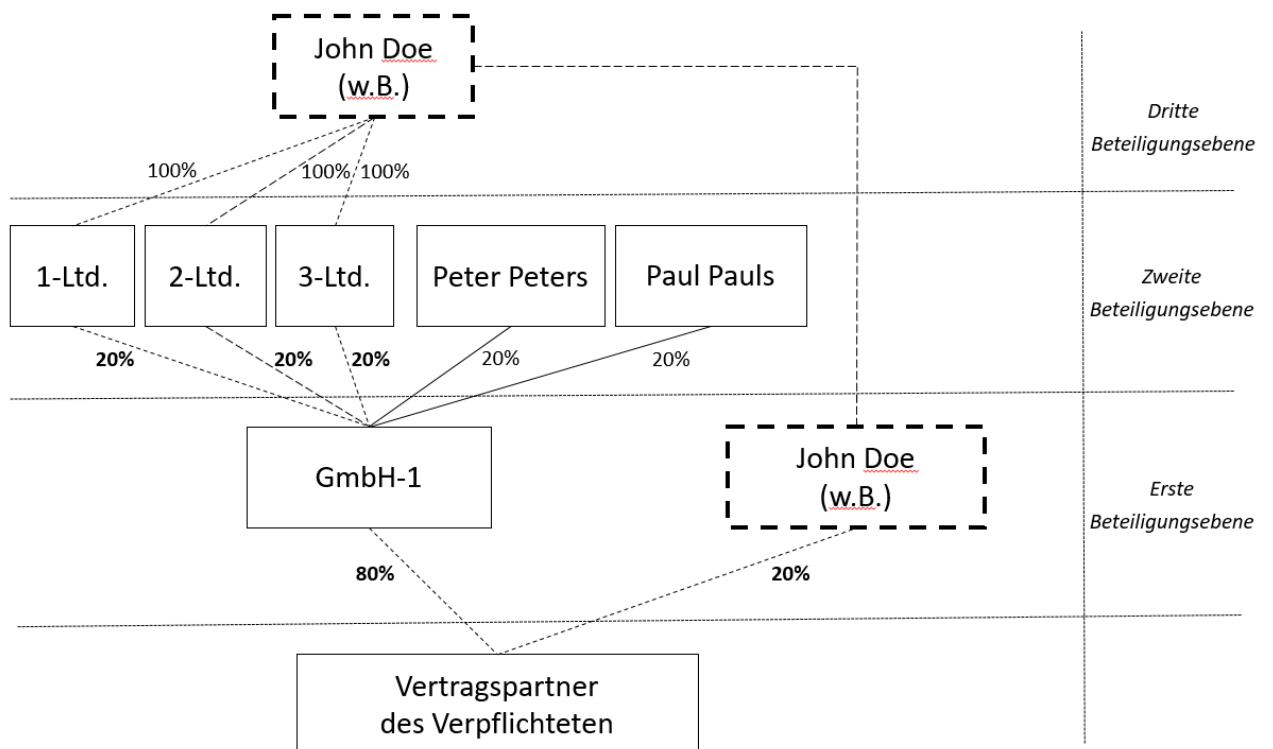 John Doe
(w.B.)
Dritte
Beteiligungsebene
100%
100%
100%
1-Ltd.
2-Ltd.
3-Ltd.
Peter Peters
Paul Pauls
Zweite
Beteiligungsebene
20%
20%
20%
20%
20%
GmbH-1
John Doe
(w.B.)
Erste
Beteiligungsebene
80%
20%
Vertragspartner
des Verpflichteten